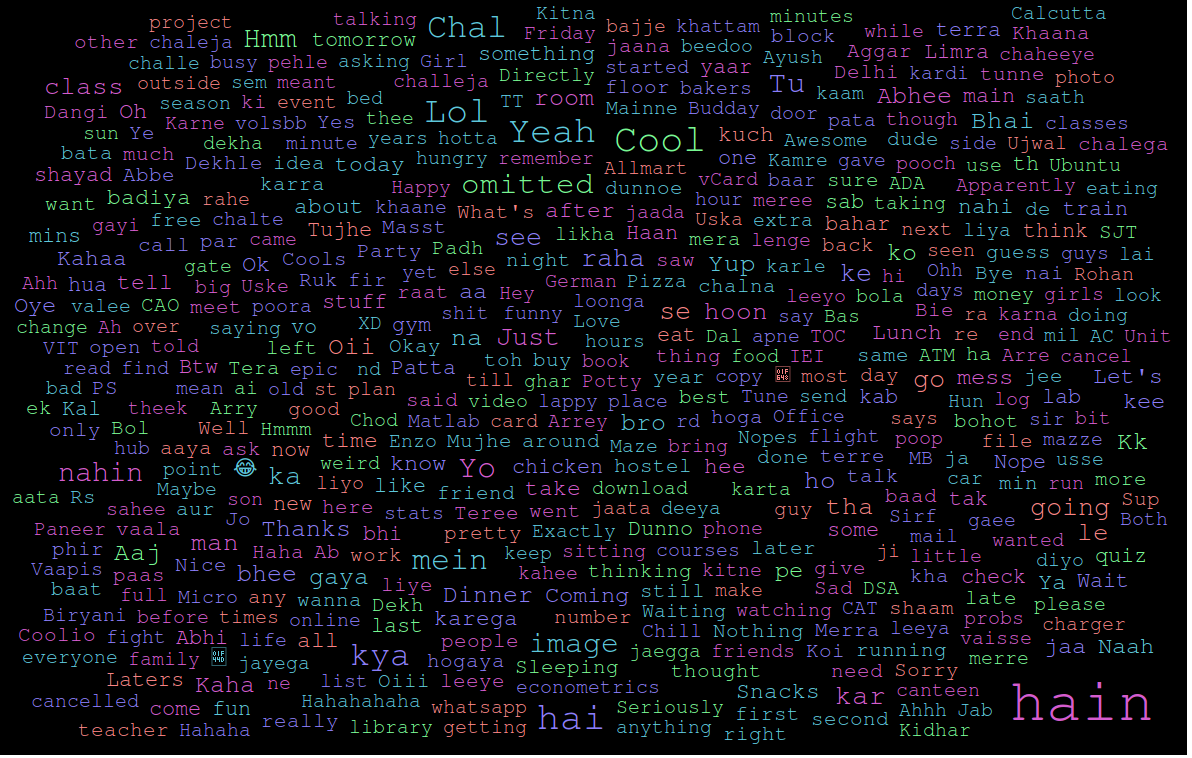 project talking Chal Kitna bajje khattam minutes Calcutta
other chaleja Hmm tomorrow Friday block while terra Khaana
challe busy pehle asking Girl something jaana beedoo Ayush Aggar Limra chaheeye
class outside sem meant challeja Directly started yaar Delhi kardi tunne photo
season ki event bed TT room floor bakers Tu kaam Abhee main saath
Dangi Oh Karne volsbb Yes thee Lol Mainne Budday door pata though Bhai classes
sun Ye dekha minute years hotta Yeah Cool kuch Awesome dude side Ujwal chalega
bata much Dekhle idea today hungry remember Allmart one Kamre gave pooch use th Ubuntu
shayad Abbe karra Happy omitted dunnoe vCard baar sure ADA Apparently eating
want badiya rahe about khaane What's after jaada hour meree sab taking nahi de train
mins gayi free chalte Tujhe Masst see likha Haan Uska extra bahar next liya think SJT
Kahaa call par came Party Padh night raha saw mera lenge back ko seen guess guys lai
gate Ok Cools Ruk fir yet else German Pizza Yup karle ke hi Ohh Bye nai Rohan
Ahh hua tell big Uske raat aa Hey loonga chalna leeyo bola days money girls look
Oye valee CAO meet poora stuff shit funny Love se hoon say Bas Bie ra karna doing
change Ah over saying vo XD gym na Just hours eat Dal apne TOC Lunch re end mil AC Unit
VIT open told left Oii Okay toh buy book thing food IEI same ATM ha Arre cancel
read find Btw Tera epic nd Patta till ghar Potty year copy most day go mess jee Let's
bad PS mean ai old st plan said video lappy place best Tune send kab Hun log lab kee
ek Kal theek Arry good Chod Matlab card Arrey bro rd hoga Office says bohot sir bit
only Bol Well Hmmm time Enzo Mujhe around Maze bring Nopes flight poop file mazze Kk
hub aaya ask now weird know Yo chicken hostel hee done terre MB ja Nope usse
nahin point 😂 ka liyo like friend take download karta ho talk car min run more
aata Rs Maybe son new here stats Teree went jaata deeya guy tha baad tak going Sup
sahee aur Jo Thanks bhi pretty Exactly Dunno phone some Sirf gaee wanted le Both
Paneer vaala man Haha Ab work mein keep sitting courses later mail ji little diyo quiz
phir Aaj Nice bhee gaya liye kahee thinking kitne pe give kha check Ya Wait
Vaapis paas full Micro any wanna Dekh Dinner Coming still make Sad DSA late please
baat Biryani before times online last karega number Waiting watching CAT shaam probs charger
Coolio fight Abhi life all people image Chill Nothing Merra leeya vaisse jaa Naah
everyone family jayega kya hogaya Sleeping jaegga friends Koi running merre
Laters Kaha ne list Oiii leeye econometrics thought need Sorry
cancelled come fun Hahahahaha whatsapp hai Seriously Snacks kar canteen hain
teacher Hahaha really library getting anything first right second Ahhh Jab Kidhar